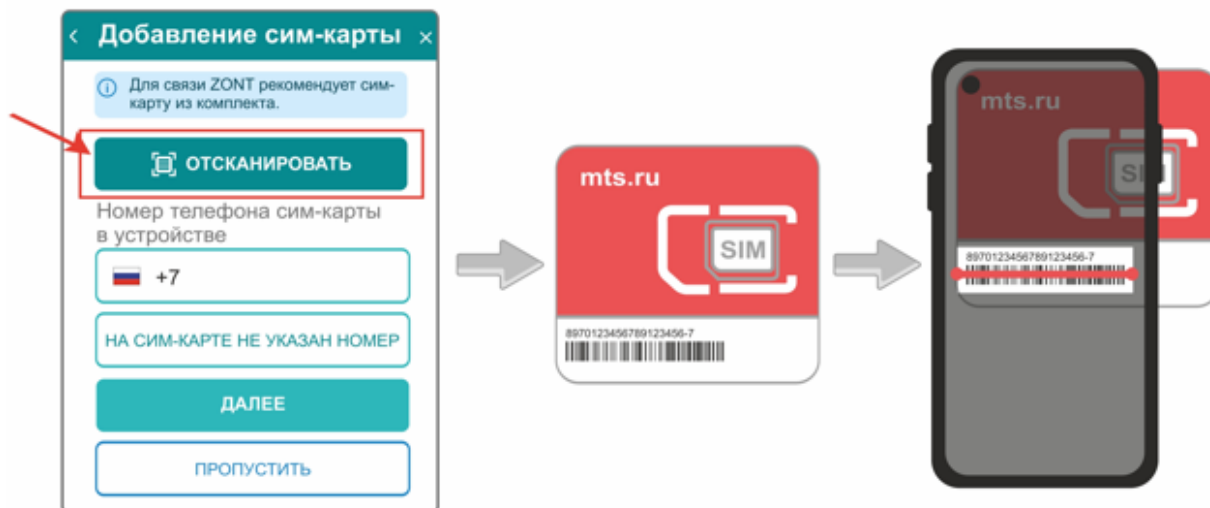 Добавление сим-карты
Для связи ZONT рекомендует сим-
карту из комплекта.
ОТСКАНИРОВАТЬ
Номер телефона сим-карты
в устройстве
+7
НА СИМ-КАРТЕ НЕ УКАЗАН НОМЕР
ДАЛЕЕ
ПРОПУСТИТЬ
mts.ru
SIM
8970123456789123456-7
mts.ru
SIM
8970123456789123456-7